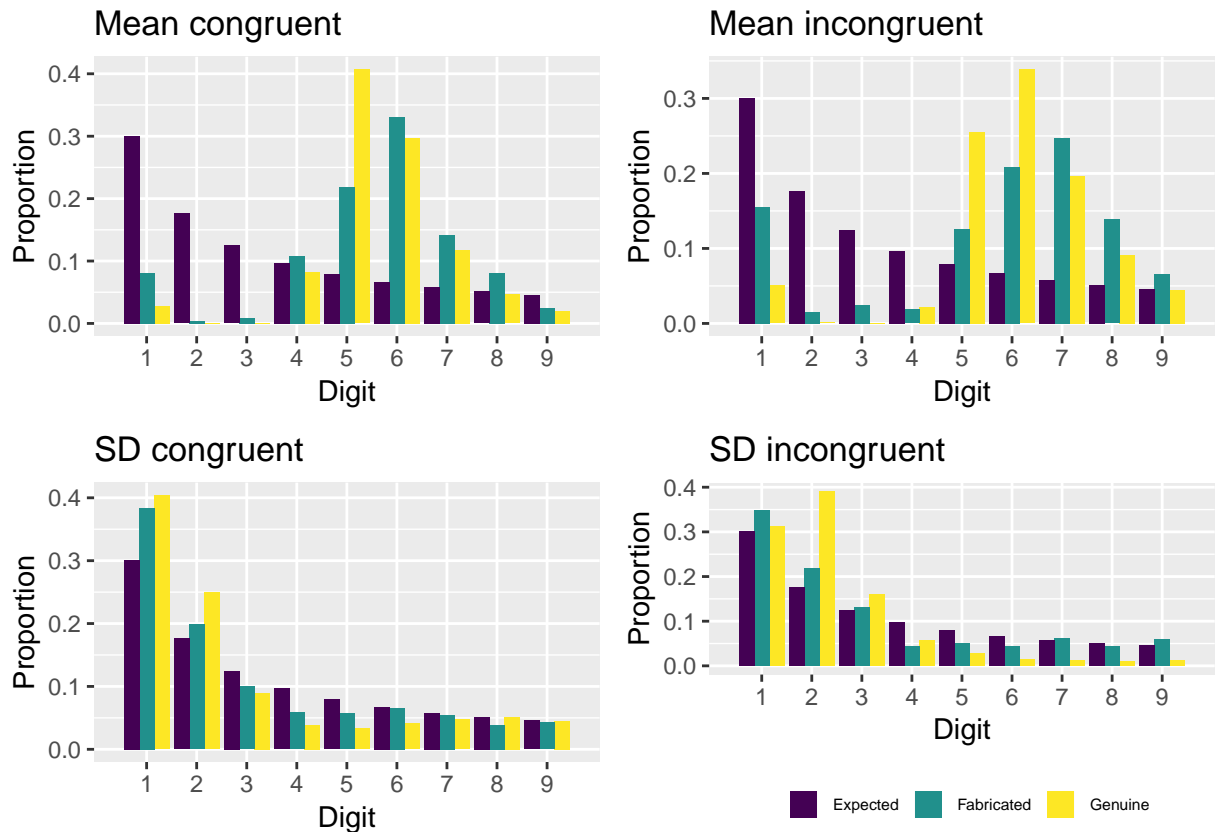 Mean congruent
Proportion
0.4
0.3
0.2
0.1
0.0
1 2 3 4 5 6 7 8 9
Digit
Mean incongruent
Proportion
0.3
0.2
0.1
0.0
1 2 3 4 5 6 7 8 9
Digit
SD congruent
Proportion
0.4
0.3
0.2
0.1
0.0
1 2 3 4 5 6 7 8 9
Digit
SD incongruent
Proportion
0.4
0.3
0.2
0.1
0.0
1 2 3 4 5 6 7 8 9
Digit
Expected Fabricated Genuine